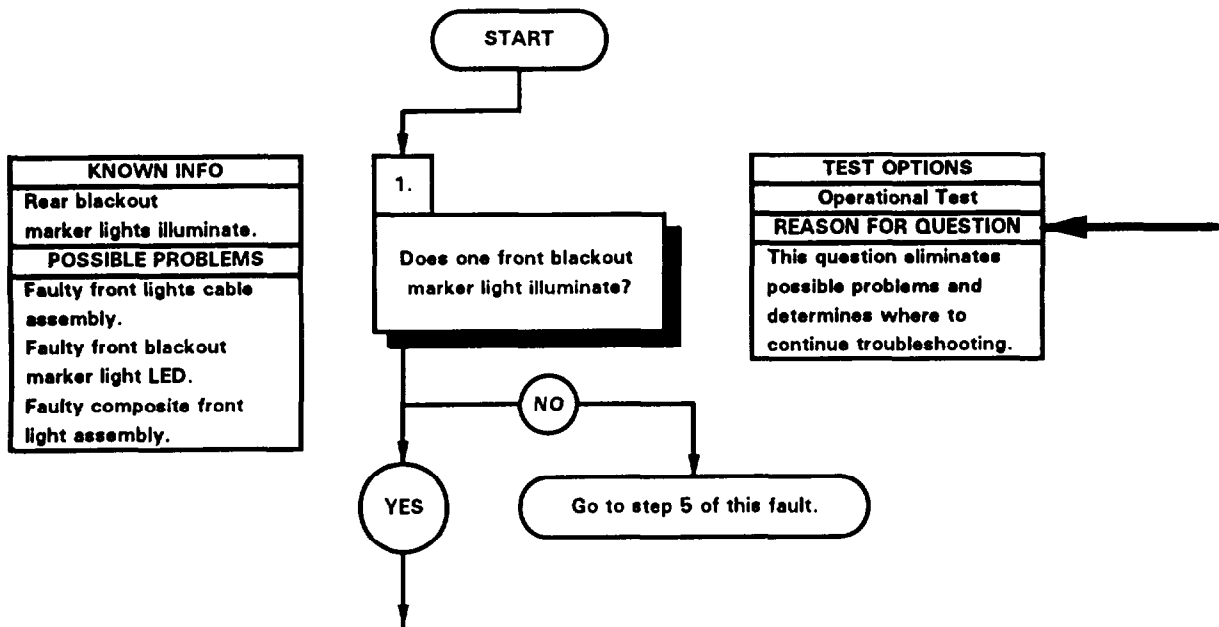 START
KNOWN INFO
Rear blackout
marker lights illuminate.
POSSIBLE PROBLEMS
Faulty front lights cable
assembly.
Faulty front blackout
marker light LED.
Faulty composite front
light assembly.
1.
Does one front blackout
marker light illuminate?
TEST OPTIONS
Operational Test
REASON FOR QUESTION
This question eliminates
possible problems and
determines where to
continue troubleshooting.
NO
YES
Go to step 5 of this fault.